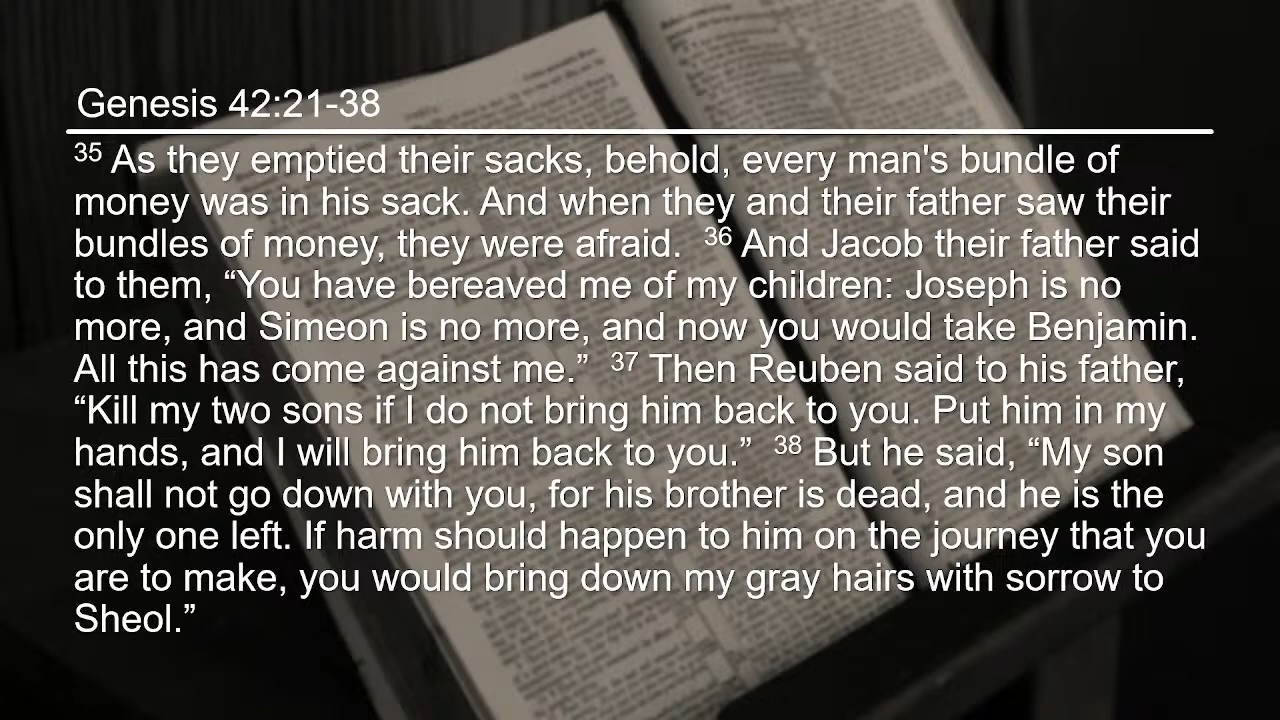 Genesis 42:21-38
35 As they emptied their sacks, behold, every man's bundle of
money was in his sack. And when they and their father saw their
bundles of money, they were afraid. 36 And Jacob their father said
to them, “You have bereaved me of my children: Joseph is no
more, and Simeon is no more, and now you would take Benjamin.
All this has come against me.” 37 Then Reuben said to his father,
“Kill my two sons if I do not bring him back to you. Put him in my
hands, and I will bring him back to you.” 38 But he said, “My son
shall not go down with you, for his brother is dead, and he is the
only one left. If harm should happen to him on the journey that you
are to make, you would bring down my gray hairs with sorrow to
Sheol.”